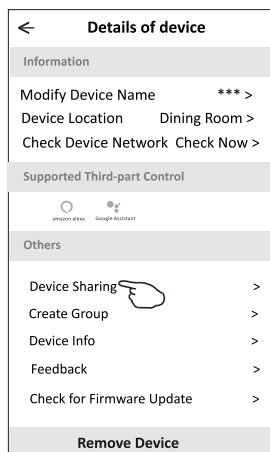 ← Details of device
Information
Modify Device Name *** >
Device Location Dining Room >
Check Device Network Check Now >
Supported Third-part Control
amazon alexa Google Assistant
Others
Device Sharing >
Create Group >
Device Info >
Feedback >
Check for Firmware Update >
Remove Device